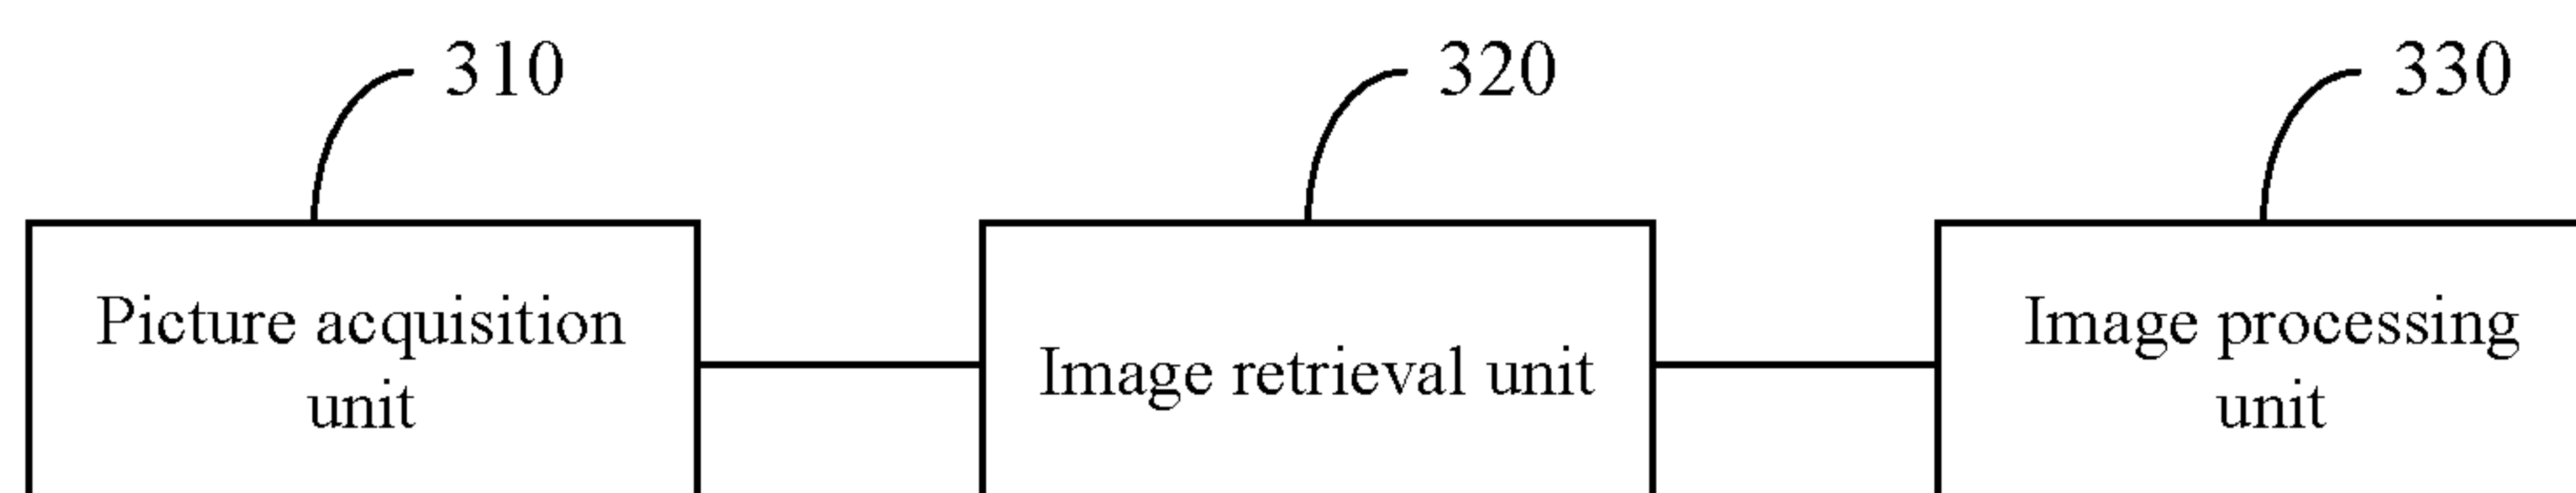 310
320
330
Picture acquisition
unit
Image retrieval unit
Image processing
unit